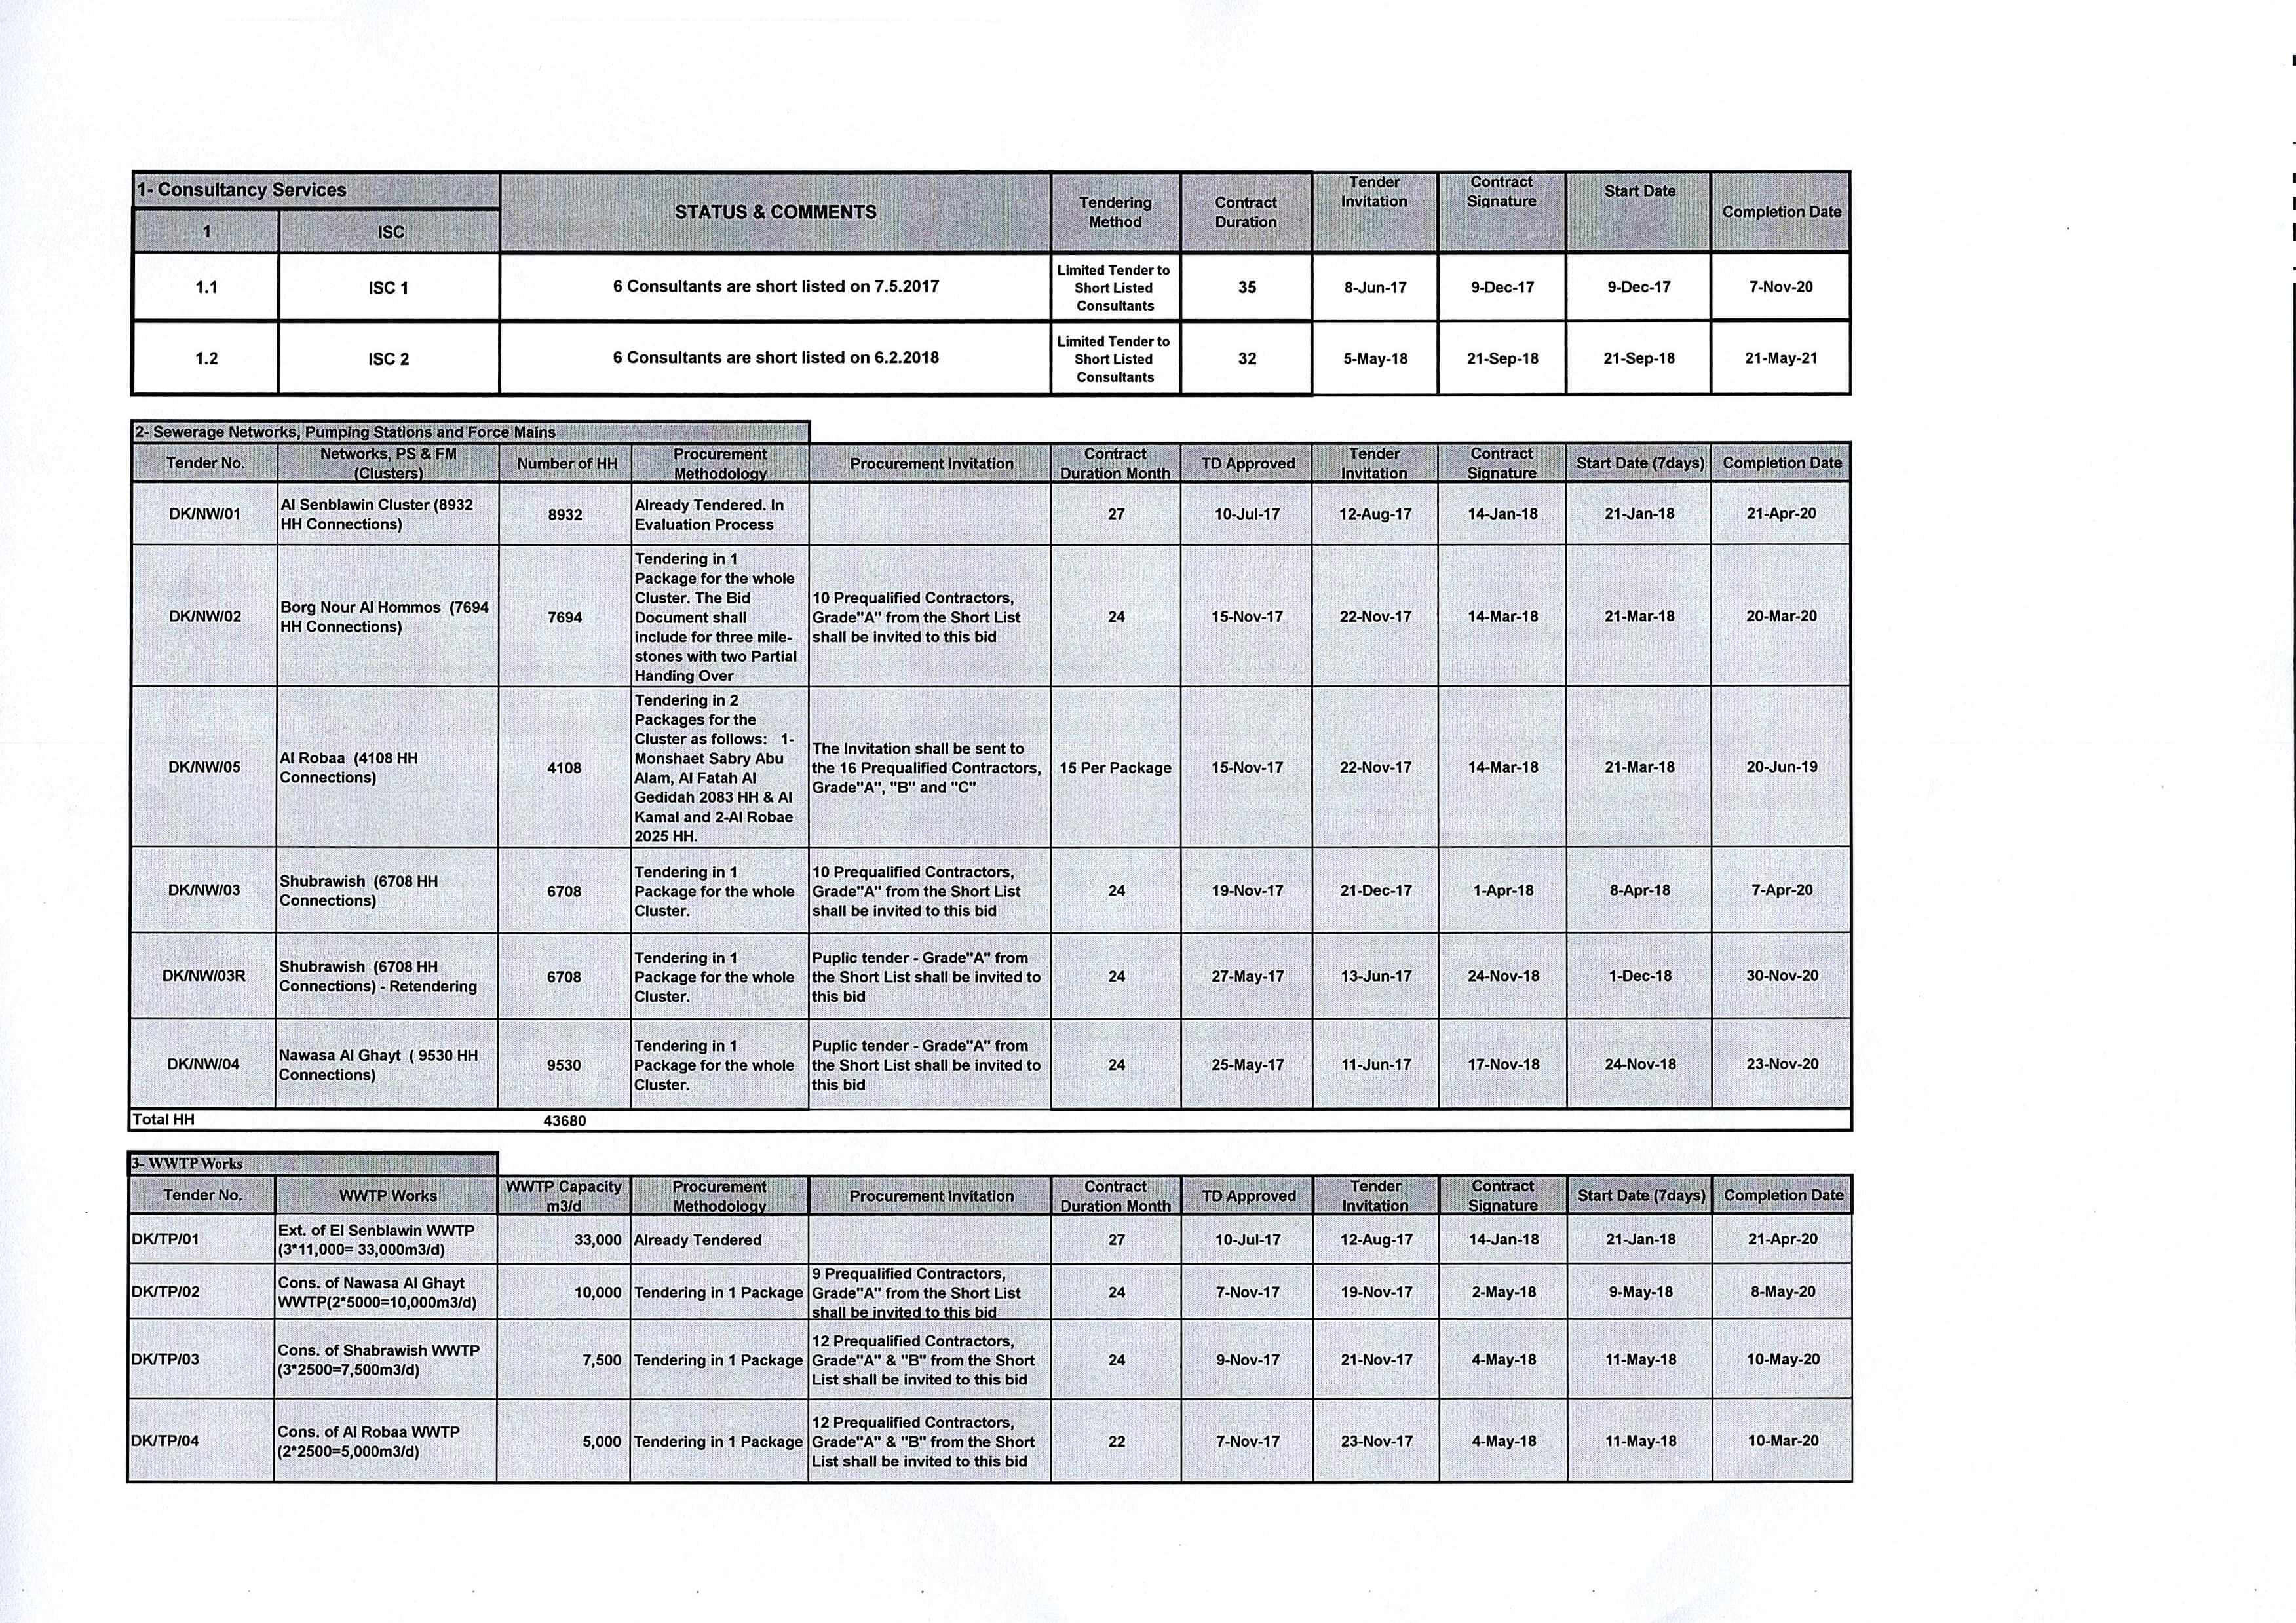 1- Consultancy Services
STATUS & COMMENTS
Tendering
Method
Contract
Duration
Tender
Invitation
Contract
Signature
Start Date
Completion Date
1
ISC
1.1
ISC 1
6 Consultants are short listed on 7.5.2017
Limited Tender to
Short Listed
Consultants
35
8-Jun-17
9-Dec-17
9-Dec-17
7-Nov-20
1.2
ISC 2
6 Consultants are short listed on 6.2.2018
Limited Tender to
Short Listed
Consultants
32
5-May-18
21-Sep-18
21-Sep-18
21-May-21
2- Sewerage Networks, Pumping Stations and Force Mains
Tender No.
Networks, PS & FM
(Clusters)
Number of HH
Procurement
Methodology
Procurement Invitation
Contract
Duration Month
TD Approved
Tender
Invitation
Contract
Signature
Start Date (7days)
Completion Date
DK/NW/01
Al Senblawin Cluster (8932
HH Connections)
8932
Already Tendered. In
Evaluation Process
27
10-Jul-17
12-Aug-17
14-Jan-18
21-Jan-18
21-Apr-20
DK/NW/02
Borg Nour Al Hommos (7694
HH Connections)
7694
Tendering in 1
Package for the whole
Cluster. The Bid
Document shall
include for three mile-
stones with two Partial
Handing Over
10 Prequalified Contractors,
Grade"A" from the Short List
shall be invited to this bid
24
15-Nov-17
22-Nov-17
14-Mar-18
21-Mar-18
20-Mar-20
DK/NW/05
Al Robaa (4108 HH
Connections)
4108
Tendering in 2
Packages for the
Cluster as follows: 1-
Monshaet Sabry Abu
Alam, Al Fatah Al
Gedidah 2083 HH & Al
Kamal and 2-Al Robae
2025 HH.
The Invitation shall be sent to
the 16 Prequalified Contractors,
Grade"A", "B" and "C"
15 Per Package
15-Nov-17
22-Nov-17
14-Mar-18
21-Mar-18
20-Jun-19
DK/NW/03
Shubrawish (6708 HH
Connections)
6708
Tendering in 1
Package for the whole
Cluster.
10 Prequalified Contractors,
Grade"A" from the Short List
shall be invited to this bid
24
19-Nov-17
21-Dec-17
1-Apr-18
8-Apr-18
7-Apr-20
DK/NW/03R
Shubrawish (6708 HH
Connections) - Retendering
6708
Tendering in 1
Package for the whole
Cluster.
Puplic tender - Grade"A" from
the Short List shall be invited to
this bid
24
27-May-17
13-Jun-17
24-Nov-18
1-Dec-18
30-Nov-20
DK/NW/04
Nawasa Al Ghayt ( 9530 HH
Connections)
9530
Tendering in 1
Package for the whole
Cluster.
Puplic tender - Grade"A" from
the Short List shall be invited to
this bid
24
25-May-17
11-Jun-17
17-Nov-18
24-Nov-18
23-Nov-20
Total HH
43680
3- WWTP Works
Tender No.
WWTP Works
WWTP Capacity
m3/d
Procurement
Methodology
Procurement Invitation
Contract
Duration Month
TD Approved
Tender
Invitation
Contract
Signature
Start Date (7days)
Completion Date
DK/TP/01
Ext. of El Senblawin WWTP
(3*11,000= 33,000m3/d)
33,000
Already Tendered
27
10-Jul-17
12-Aug-17
14-Jan-18
21-Jan-18
21-Apr-20
DK/TP/02
Cons. of Nawasa Al Ghayt
WWTP(2*5000=10,000m3/d)
10,000
Tendering in 1 Package
9 Prequalified Contractors,
Grade"A" from the Short List
shall be invited to this bid
24
7-Nov-17
19-Nov-17
2-May-18
9-May-18
8-May-20
DK/TP/03
Cons. of Shabrawish WWTP
(3*2500=7,500m3/d)
7,500
Tendering in 1 Package
12 Prequalified Contractors,
Grade"A" & "B" from the Short
List shall be invited to this bid
24
9-Nov-17
21-Nov-17
4-May-18
11-May-18
10-May-20
DK/TP/04
Cons. of Al Robaa WWTP
(2*2500=5,000m3/d)
5,000
Tendering in 1 Package
12 Prequalified Contractors,
Grade"A" & "B" from the Short
List shall be invited to this bid
22
7-Nov-17
23-Nov-17
4-May-18
11-May-18
10-Mar-20